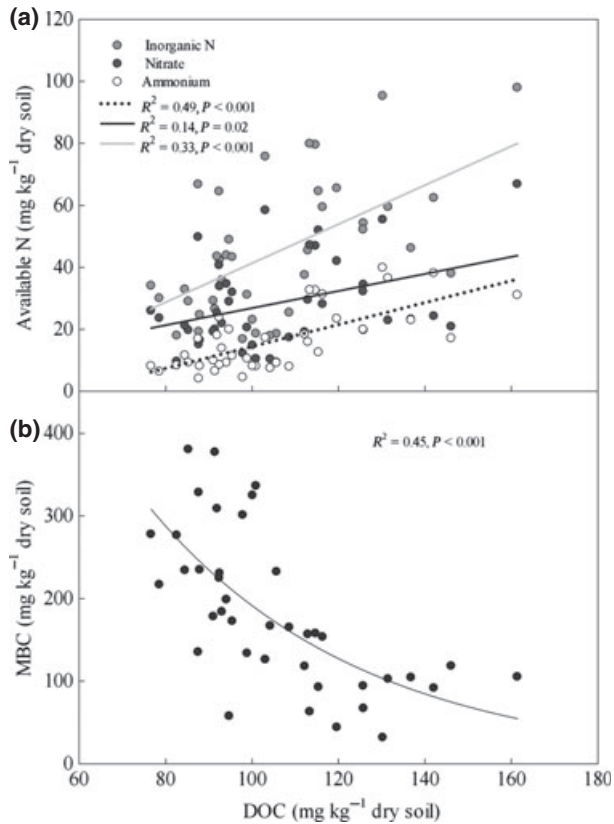 (a)
120
100
80
60
40
20
0
Available N (mg kg⁻¹ dry soil)
Inorganic N
Nitrate
Ammonium
R² = 0.49, P < 0.001
R² = 0.14, P = 0.02
R² = 0.33, P < 0.001
(b)
400
300
200
100
0
MBC (mg kg⁻¹ dry soil)
R² = 0.45, P < 0.001
60 80 100 120 140 160 180
DOC (mg kg⁻¹ dry soil)